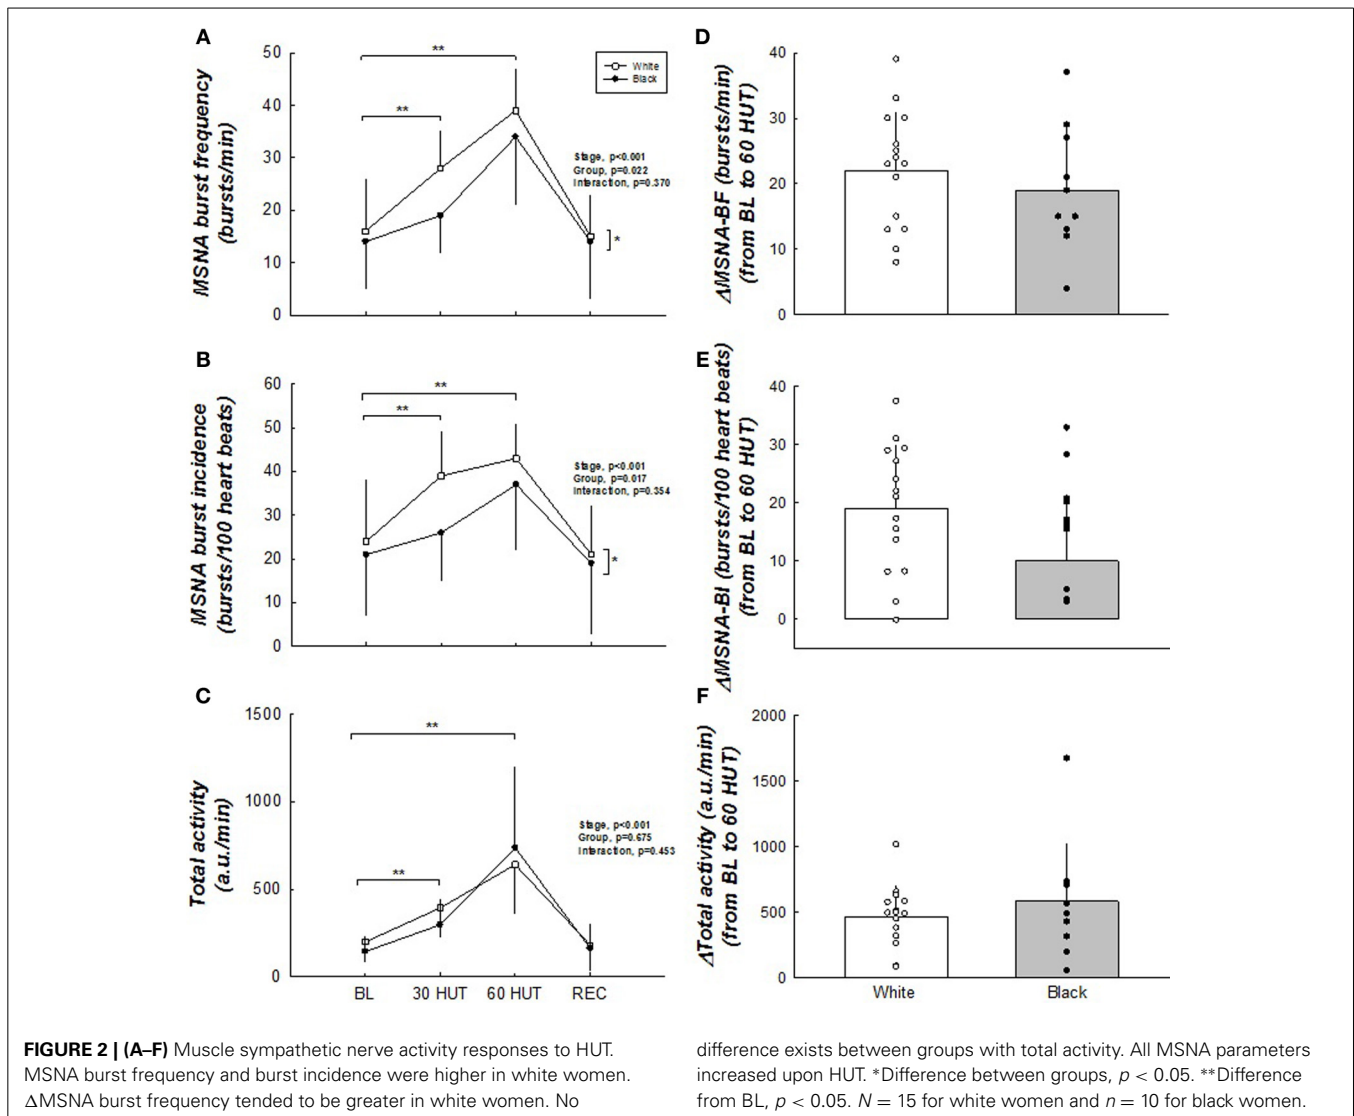 A
MSNA burst frequency
(bursts/min)
50
40
30
20
10
0
**
**
White
Black
Stage, p<0.001
Group, p=0.022
Interaction, p=0.370
*
B
MSNA burst incidence
(bursts/100 heart beats)
60
50
40
30
20
10
0
**
**
Stage, p<0.001
Group, p=0.017
Interaction, p=0.354
*
C
Total activity
(a.u./min)
1500
1000
500
0
**
**
Stage, p<0.001
Group, p=0.675
Interaction, p=0.453
BL 30 HUT 60 HUT REC
D
ΔMSNA-BF (bursts/min)
(from BL to 60 HUT)
40
30
20
10
0
E
ΔMSNA-BI (bursts/100 heart beats)
(from BL to 60 HUT)
40
30
20
10
0
F
ΔTotal activity (a.u./min)
(from BL to 60 HUT)
2000
1500
1000
500
0
White Black
FIGURE 2 | (A–F) Muscle sympathetic nerve activity responses to HUT.
MSNA burst frequency and burst incidence were higher in white women.
ΔMSNA burst frequency tended to be greater in white women. No
difference exists between groups with total activity. All MSNA parameters
increased upon HUT. *Difference between groups, p < 0.05. **Difference
from BL, p < 0.05. N = 15 for white women and n = 10 for black women.